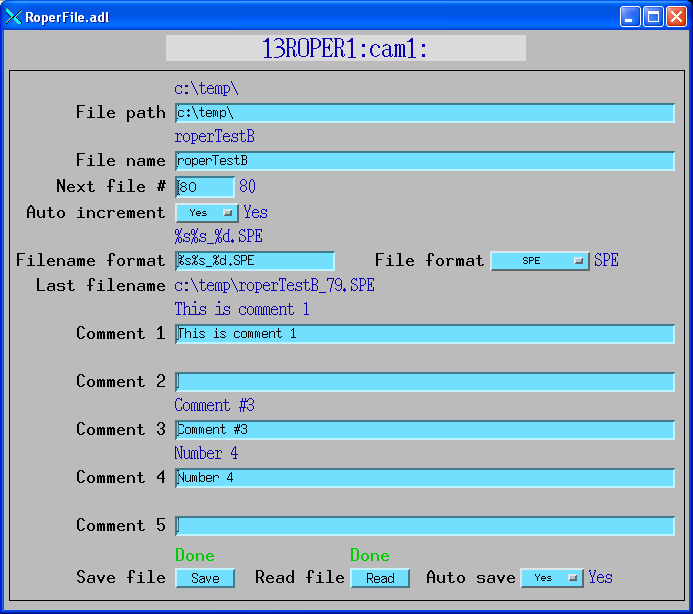 RoperFile.adl
13ROPER1:cam1:
c:\temp\
File path c:\temp\
roperTestB
File name roperTestB
Next file # 80 80
Auto increment Yes Yes
%s%s_%d.SPE
Filename format %s%s_%d.SPE File format SPE SPE
Last filename c:\temp\roperTestB_79.SPE
This is comment 1
Comment 1 This is comment 1
Comment 2
Comment #3
Comment 3 Comment #3
Number 4
Comment 4 Number 4
Comment 5
Done Done
Save file Save Read file Read Auto save Yes Yes